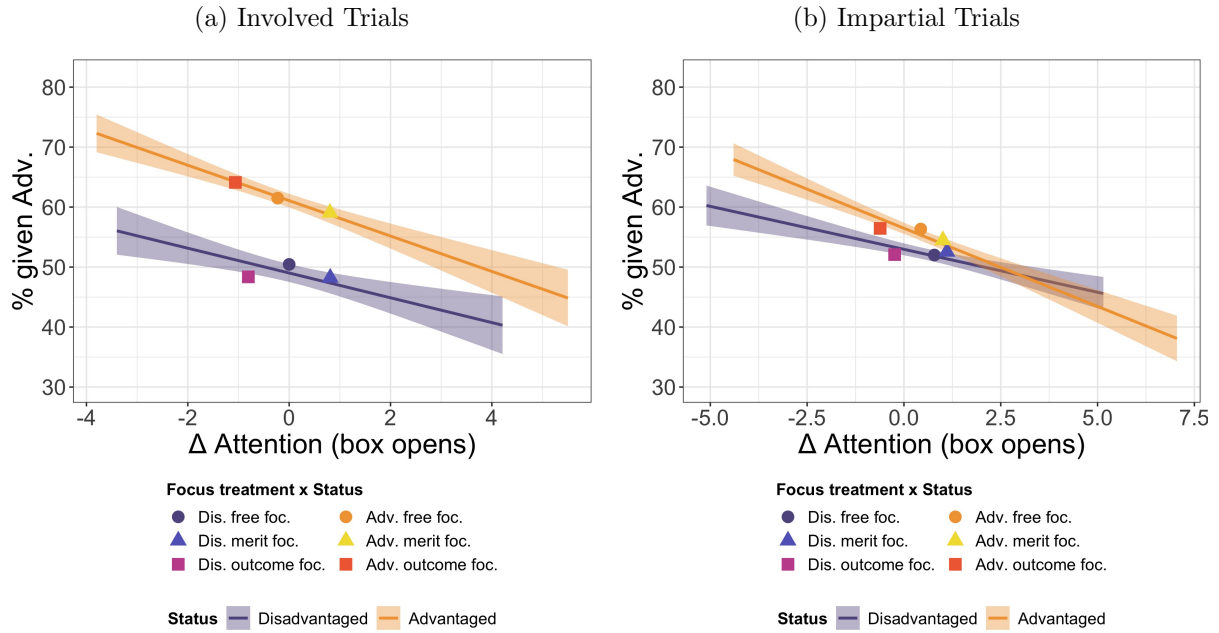 (a) Involved Trials
% given Adv.
80
70
60
50
40
30
-4 -2 0 2 4
Δ Attention (box opens)
Focus treatment x Status
Dis. free foc. Adv. free foc.
Dis. merit foc. Adv. merit foc.
Dis. outcome foc. Adv. outcome foc.
Status Disadvantaged Advantaged
(b) Impartial Trials
% given Adv.
80
70
60
50
40
30
-5.0 -2.5 0.0 2.5 5.0 7.5
Δ Attention (box opens)
Focus treatment x Status
Dis. free foc. Adv. free foc.
Dis. merit foc. Adv. merit foc.
Dis. outcome foc. Adv. outcome foc.
Status Disadvantaged Advantaged